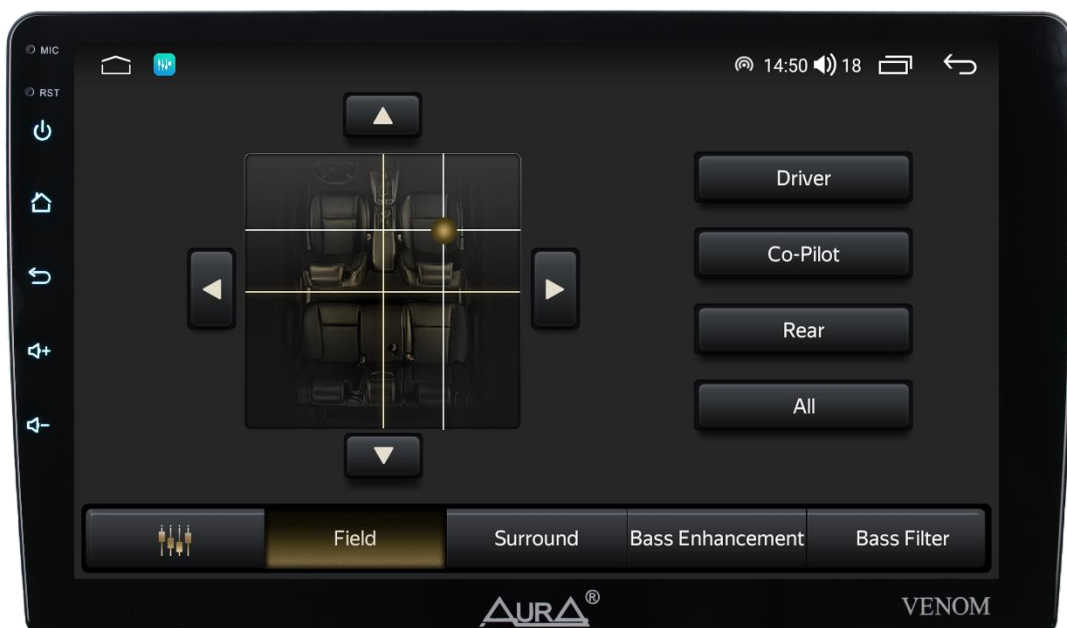 MIC
14:50 18
RST
Driver
Co-Pilot
Rear
All
Field Surround Bass Enhancement Bass Filter
AURA®
VENOM